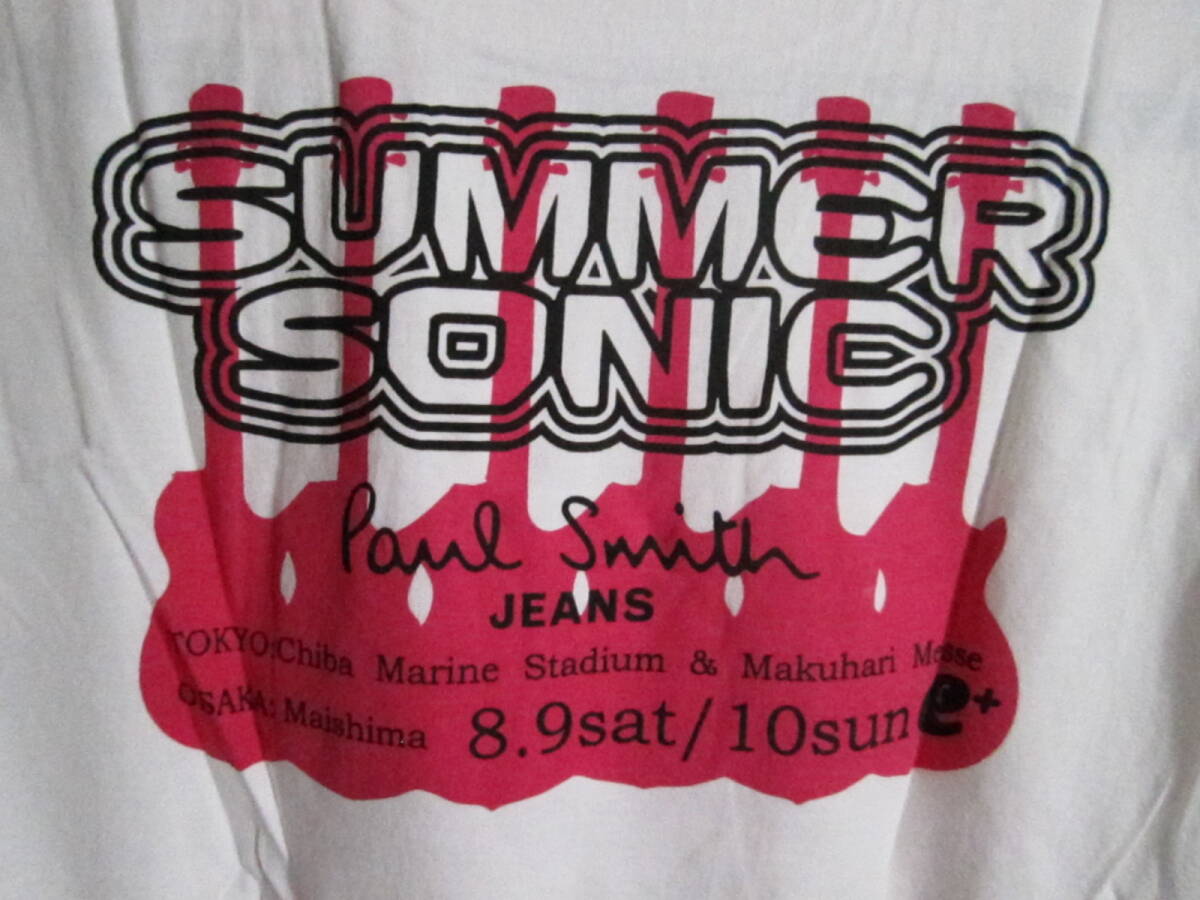 SUMMER
SONIC
Paul Smith
JEANS
TOKYO:Chiba Marine Stadium & Makuhari Messe
OSAKA: Maishima 8.9sat/10sun e+